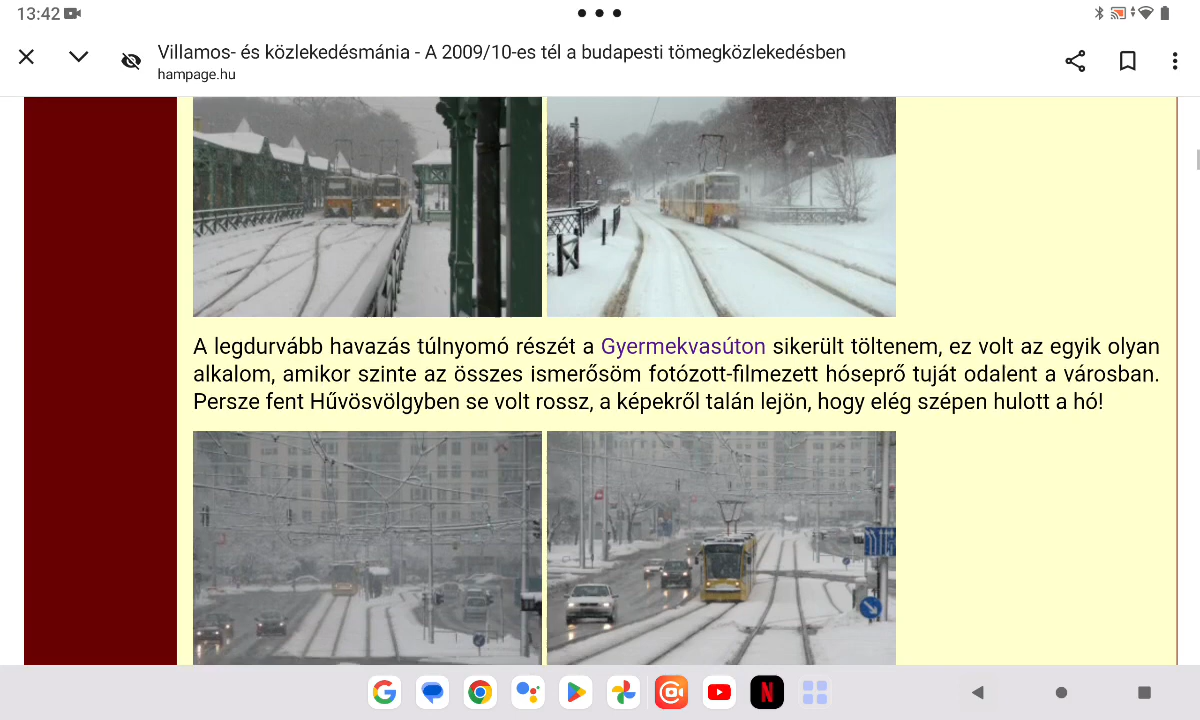 13:42
Villamos- és közlekedésmánia - A 2009/10-es tél a budapesti tömegközlekedésben
hampage.hu
A legdurvább havazás túlnyomó részét a Gyermekvasúton sikerült töltenem, ez volt az egyik olyan
alkalom, amikor szinte az összes ismerősöm fotózott-filmezett hóseprő tuját odalent a városban.
Persze fent Hűvösvölgyben se volt rossz, a képekről talán lejön, hogy elég szépen hulott a hó!